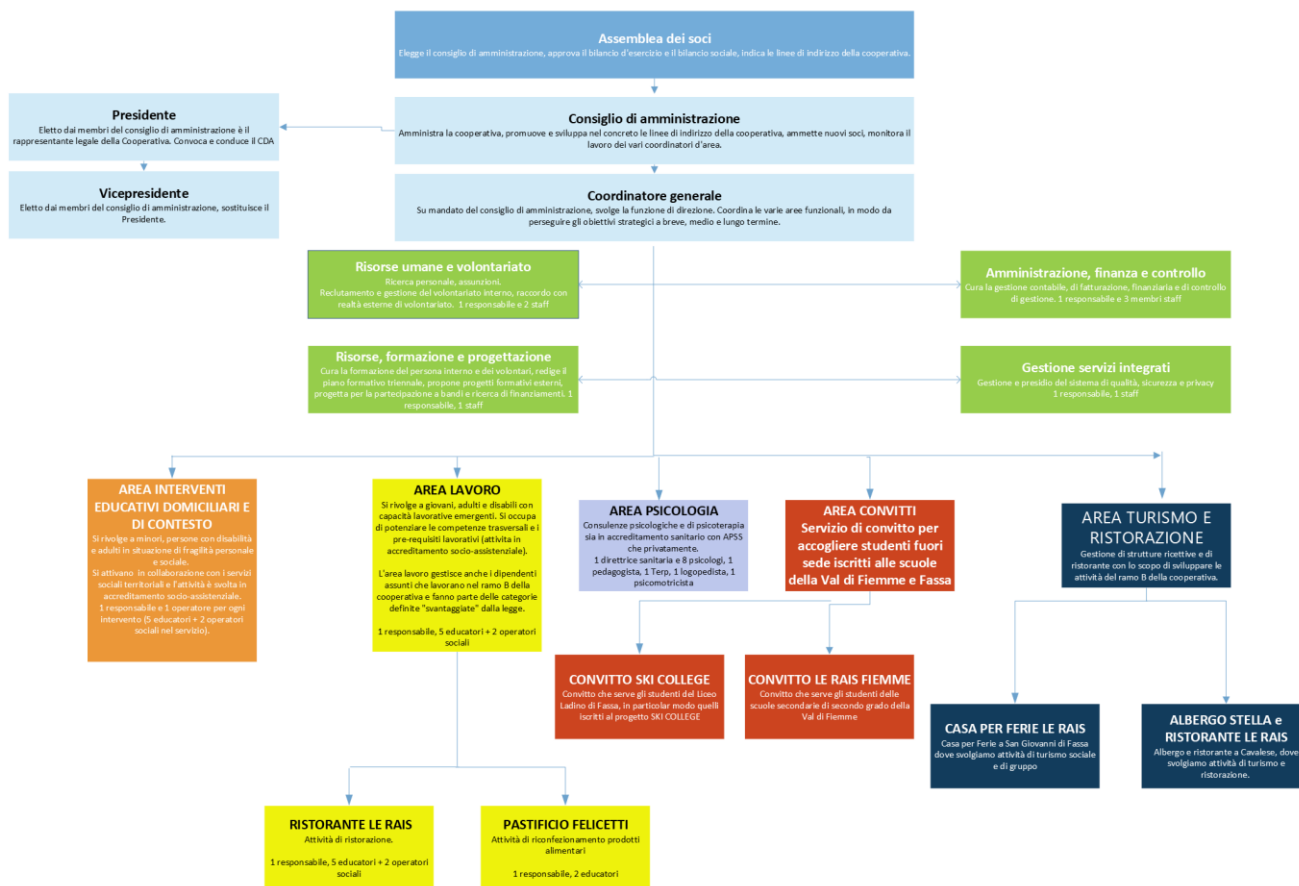 Assemblea dei soci
Elegge il consiglio di amministrazione, approva il bilancio d'esercizio e il bilancio sociale, indica le linee di indirizzo della cooperativa.
Presidente
Eletto dai membri del consiglio di amministrazione è il
rappresentante legale della Cooperativa. Convoca e conduce il CDA
Consiglio di amministrazione
Amministra la cooperativa, promuove e sviluppa nel concreto le linee di indirizzo della cooperativa, ammette nuovi soci, monitora il
lavoro dei vari coordinatori d'area.
Vicepresidente
Eletto dai membri del consiglio di amministrazione, sostituisce il
Presidente.
Coordinatore generale
Su mandato del consiglio di amministrazione, svolge la funzione di direzione. Coordina le varie aree funzionali, in modo da
perseguire gli obiettivi strategici a breve, medio e lungo termine.
Risorse umane e volontariato
Ricerca personale, assunzioni.
Reclutamento e gestione del volontariato interno, raccordo con
realtà esterne di volontariato. 1 responsabile e 2 staff
Amministrazione, finanza e controllo
Cura la gestione contabile, di fatturazione, finanziaria e di controllo
di gestione. 1 responsabile e 3 membri staff
Risorse, formazione e progettazione
Cura la formazione del persona interno e dei volontari, redige il
piano formativo triennale, propone progetti formativi esterni,
progetta per la partecipazione a bandi e ricerca di finanziamenti. 1
responsabile, 1 staff
Gestione servizi integrati
Gestione e presidio del sistema di qualità, sicurezza e privacy
1 responsabile, 1 staff
AREA INTERVENTI
EDUCATIVI DOMICILIARI E
DI CONTESTO
Si rivolge a minori, persone con disabilità
e adulti in situazione di fragilità personale
e sociale.
Si attivano in collaborazione con i servizi
sociali territoriali e l'attività è svolta in
accreditamento socio-assistenziale.
1 responsabile e 1 operatore per ogni
intervento (5 educatori + 2 operatori
sociali nel servizio).
AREA LAVORO
Si rivolge a giovani, adulti e disabili con
capacità lavorative emergenti. Si occupa
di potenziare le competenze trasversali e i
pre-requisiti lavorativi (attivita in
accreditamento socio-assistenziale).
L'area lavoro gestisce anche i dipendenti
assunti che lavorano nel ramo B della
cooperativa e fanno parte delle categorie
definite "svantaggiate" dalla legge.
1 responsabile, 5 educatori + 2 operatori
sociali
AREA PSICOLOGIA
Consulenze psicologiche e di psicoterapia
sia in accreditamento sanitario con APSS
che privatamente.
1 direttrice sanitaria e 8 psicologi, 1
pedagogista, 1 Terp, 1 logopedista, 1
psicomotricista
AREA CONVITTI
Servizio di convitto per
accogliere studenti fuori
sede iscritti alle scuole
della Val di Fiemme e Fassa
AREA TURISMO E
RISTORAZIONE
Gestione di strutture ricettive e di
ristorante con lo scopo di sviluppare le
attività del ramo B della cooperativa.
CONVITTO SKI COLLEGE
Convitto che serve gli studenti del Liceo
Ladino di Fassa, in particolar modo quelli
iscritti al progetto SKI COLLEGE
CONVITTO LE RAIS FIEMME
Convitto che serve gli studenti delle
scuole secondarie di secondo grado della
Val di Fiemme
CASA PER FERIE LE RAIS
Casa per Ferie a San Giovanni di Fassa
dove svolgiamo attività di turismo sociale
e di gruppo
ALBERGO STELLA e
RISTORANTE LE RAIS
Albergo e ristorante a Cavalese, dove
svolgiamo attività di turismo e
ristorazione.
RISTORANTE LE RAIS
Attività di ristorazione.
1 responsabile, 5 educatori + 2 operatori
sociali
PASTIFICIO FELICETTI
Attività di riconfezionamento prodotti
alimentari
1 responsabile, 2 educatori